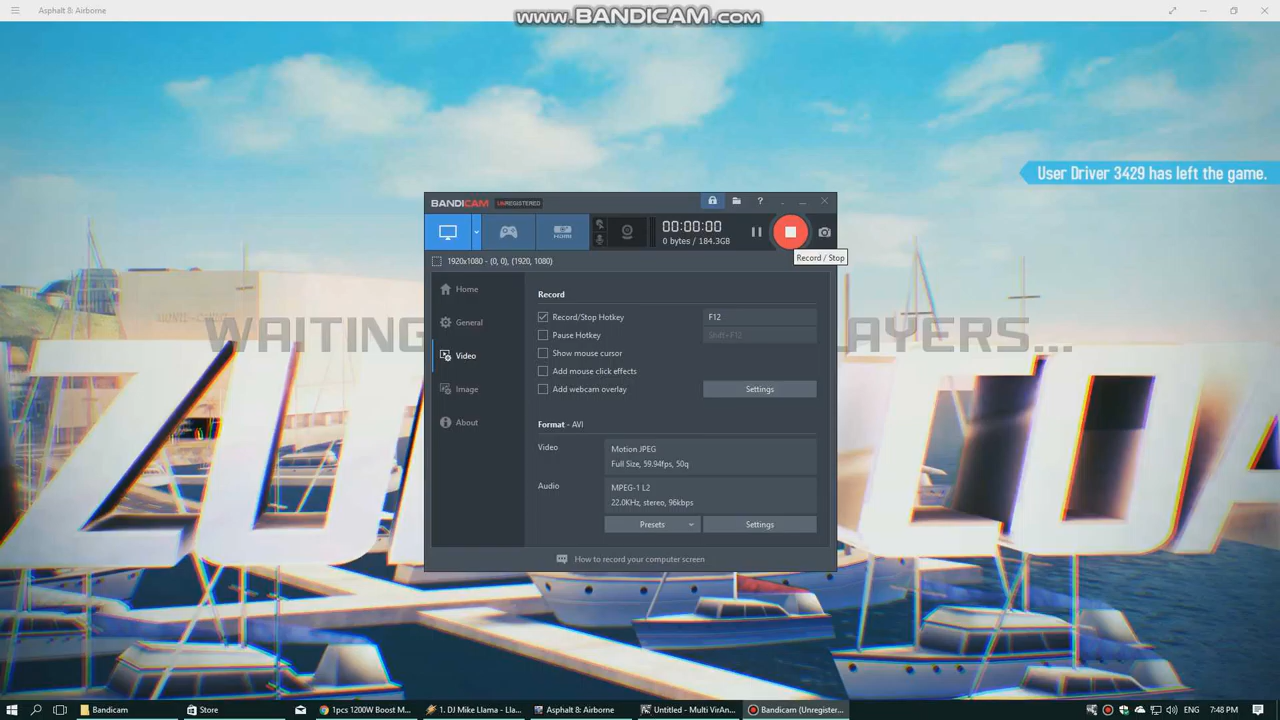 Asphalt 8: Airborne
www.BANDICAM.com
User Driver 3429 has left the game.
BANDICAM UNREGISTERED
HDMI
00:00:00
0 bytes / 184.3GB
Record / Stop
1920x1080 - (0, 0), (1920, 1080)
Home
General
Video
Image
About
Record
Record/Stop Hotkey F12
Pause Hotkey Shift+F12
Show mouse cursor
Add mouse click effects
Add webcam overlay Settings
Format - AVI
Video Motion JPEG
Full Size, 59.94fps, 50q
Audio MPEG-1 L2
22.0KHz, stereo, 96kbps
Presets Settings
How to record your computer screen
WAITING
AYERS...
Bandicam
Store
1pcs 1200W Boost M...
1. DJ Mike Llama - Lla...
Asphalt 8: Airborne
Untitled - Multi VirAn...
Bandicam (Unregister...
ENG
7:48 PM